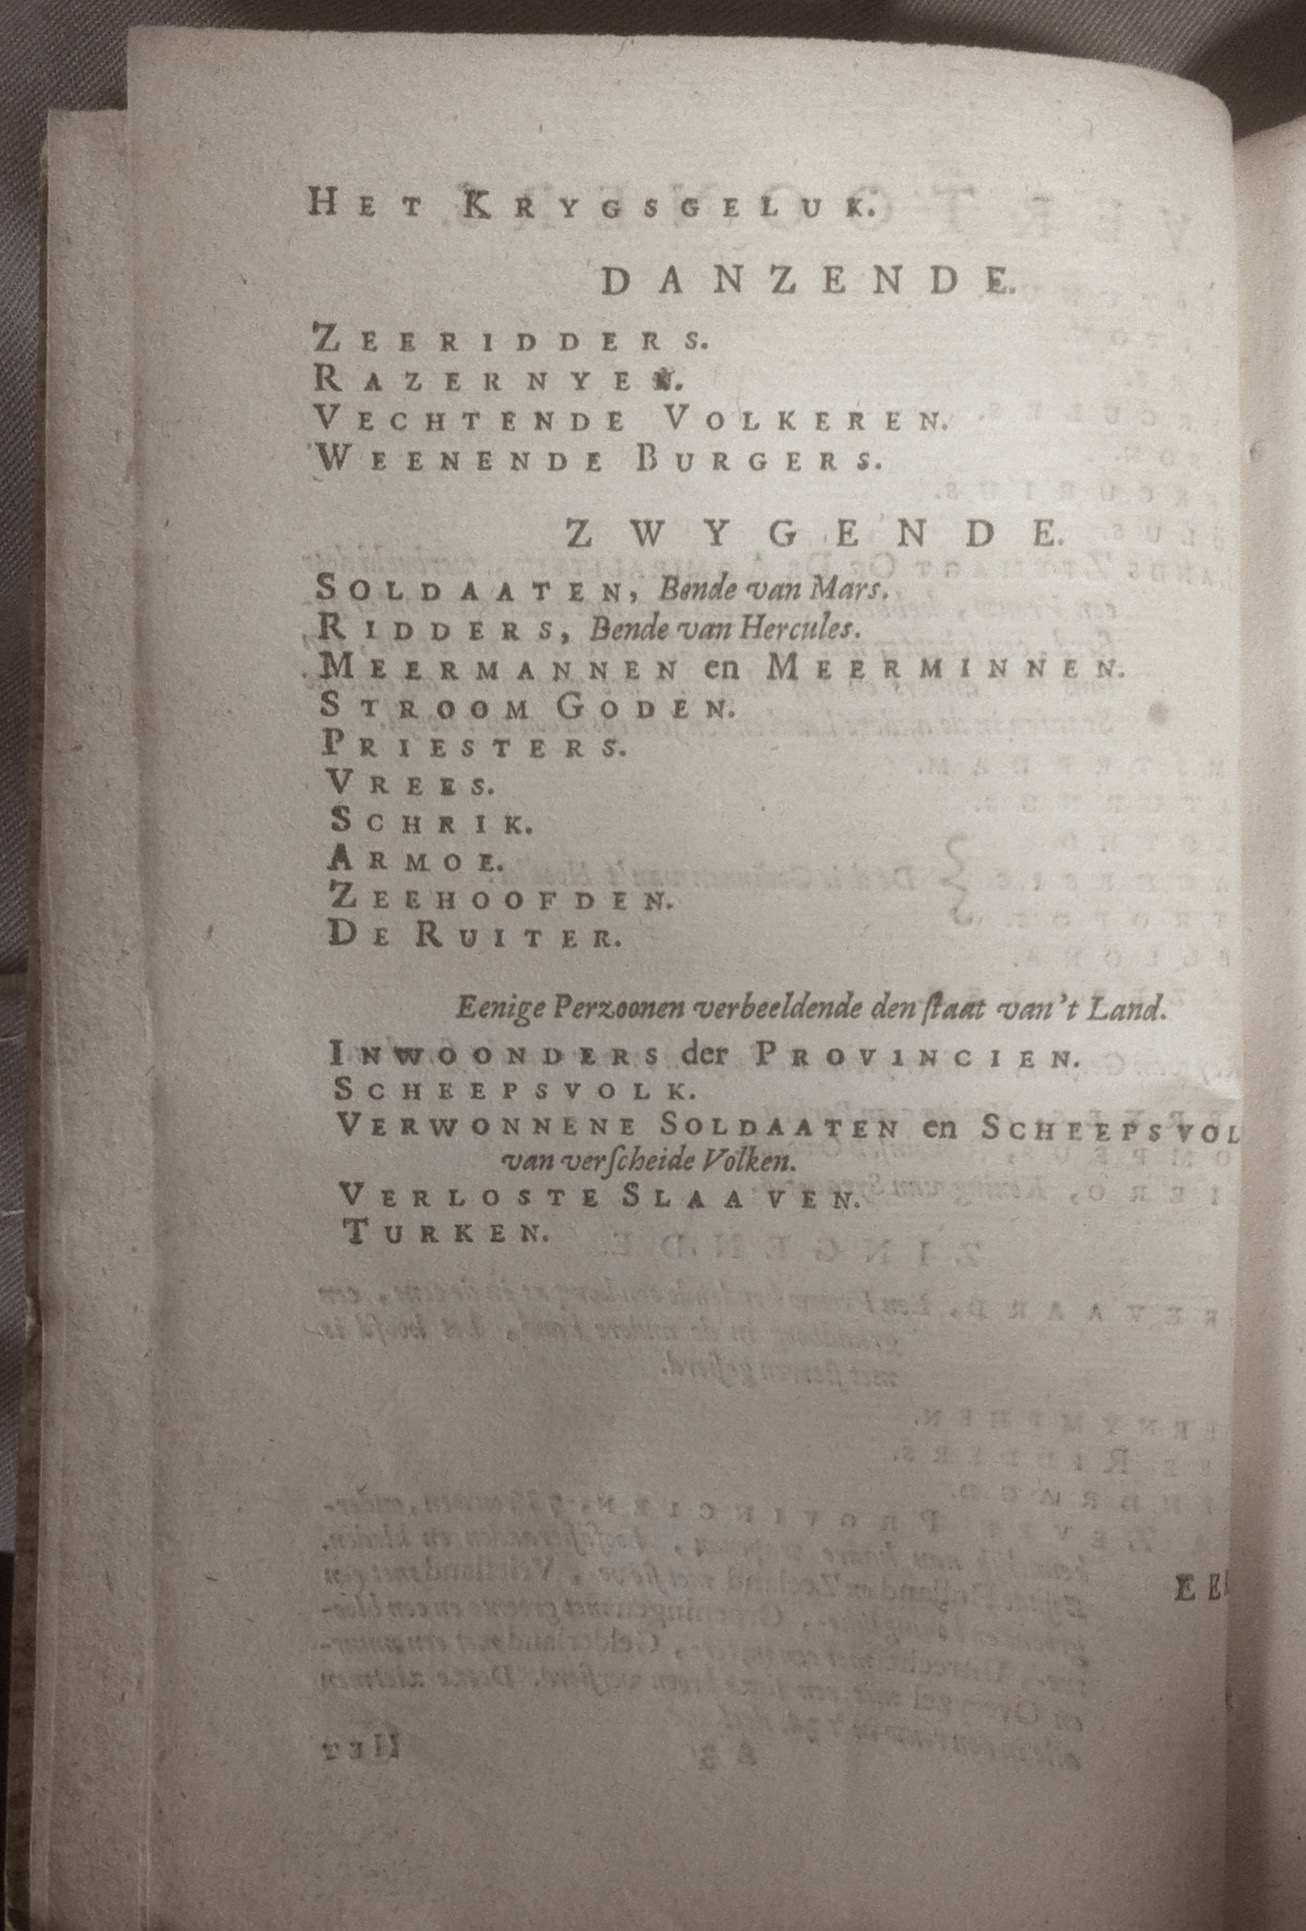 HET KRYGSGELUK.
DANZENDE.
ZEERIDDERS.
RAZERNYEN.
VECHTENDE VOLKEREN.
WEENENDE BURGERS.
ZWYGENDE.
SOLDAATEN, Bende van Mars.
RIDDERS, Bende van Hercules.
MEERMANNEN en MEERMINNEN.
STROOM GODEN.
PRIESTERS.
VREES.
SCHRIK.
ARMOE.
ZEEHOOFDEN.
DE RUITER.
Eenige Perzoonen verbeeldende den ſtaat van't Land.
INWOONDERS der PROVINCIEN.
SCHEEPSVOLK.
VERWONNENE SOLDAATEN en SCHEEPSVOL
van verſcheide Volken.
VERLOSTE SLAAVEN.
TURKEN.